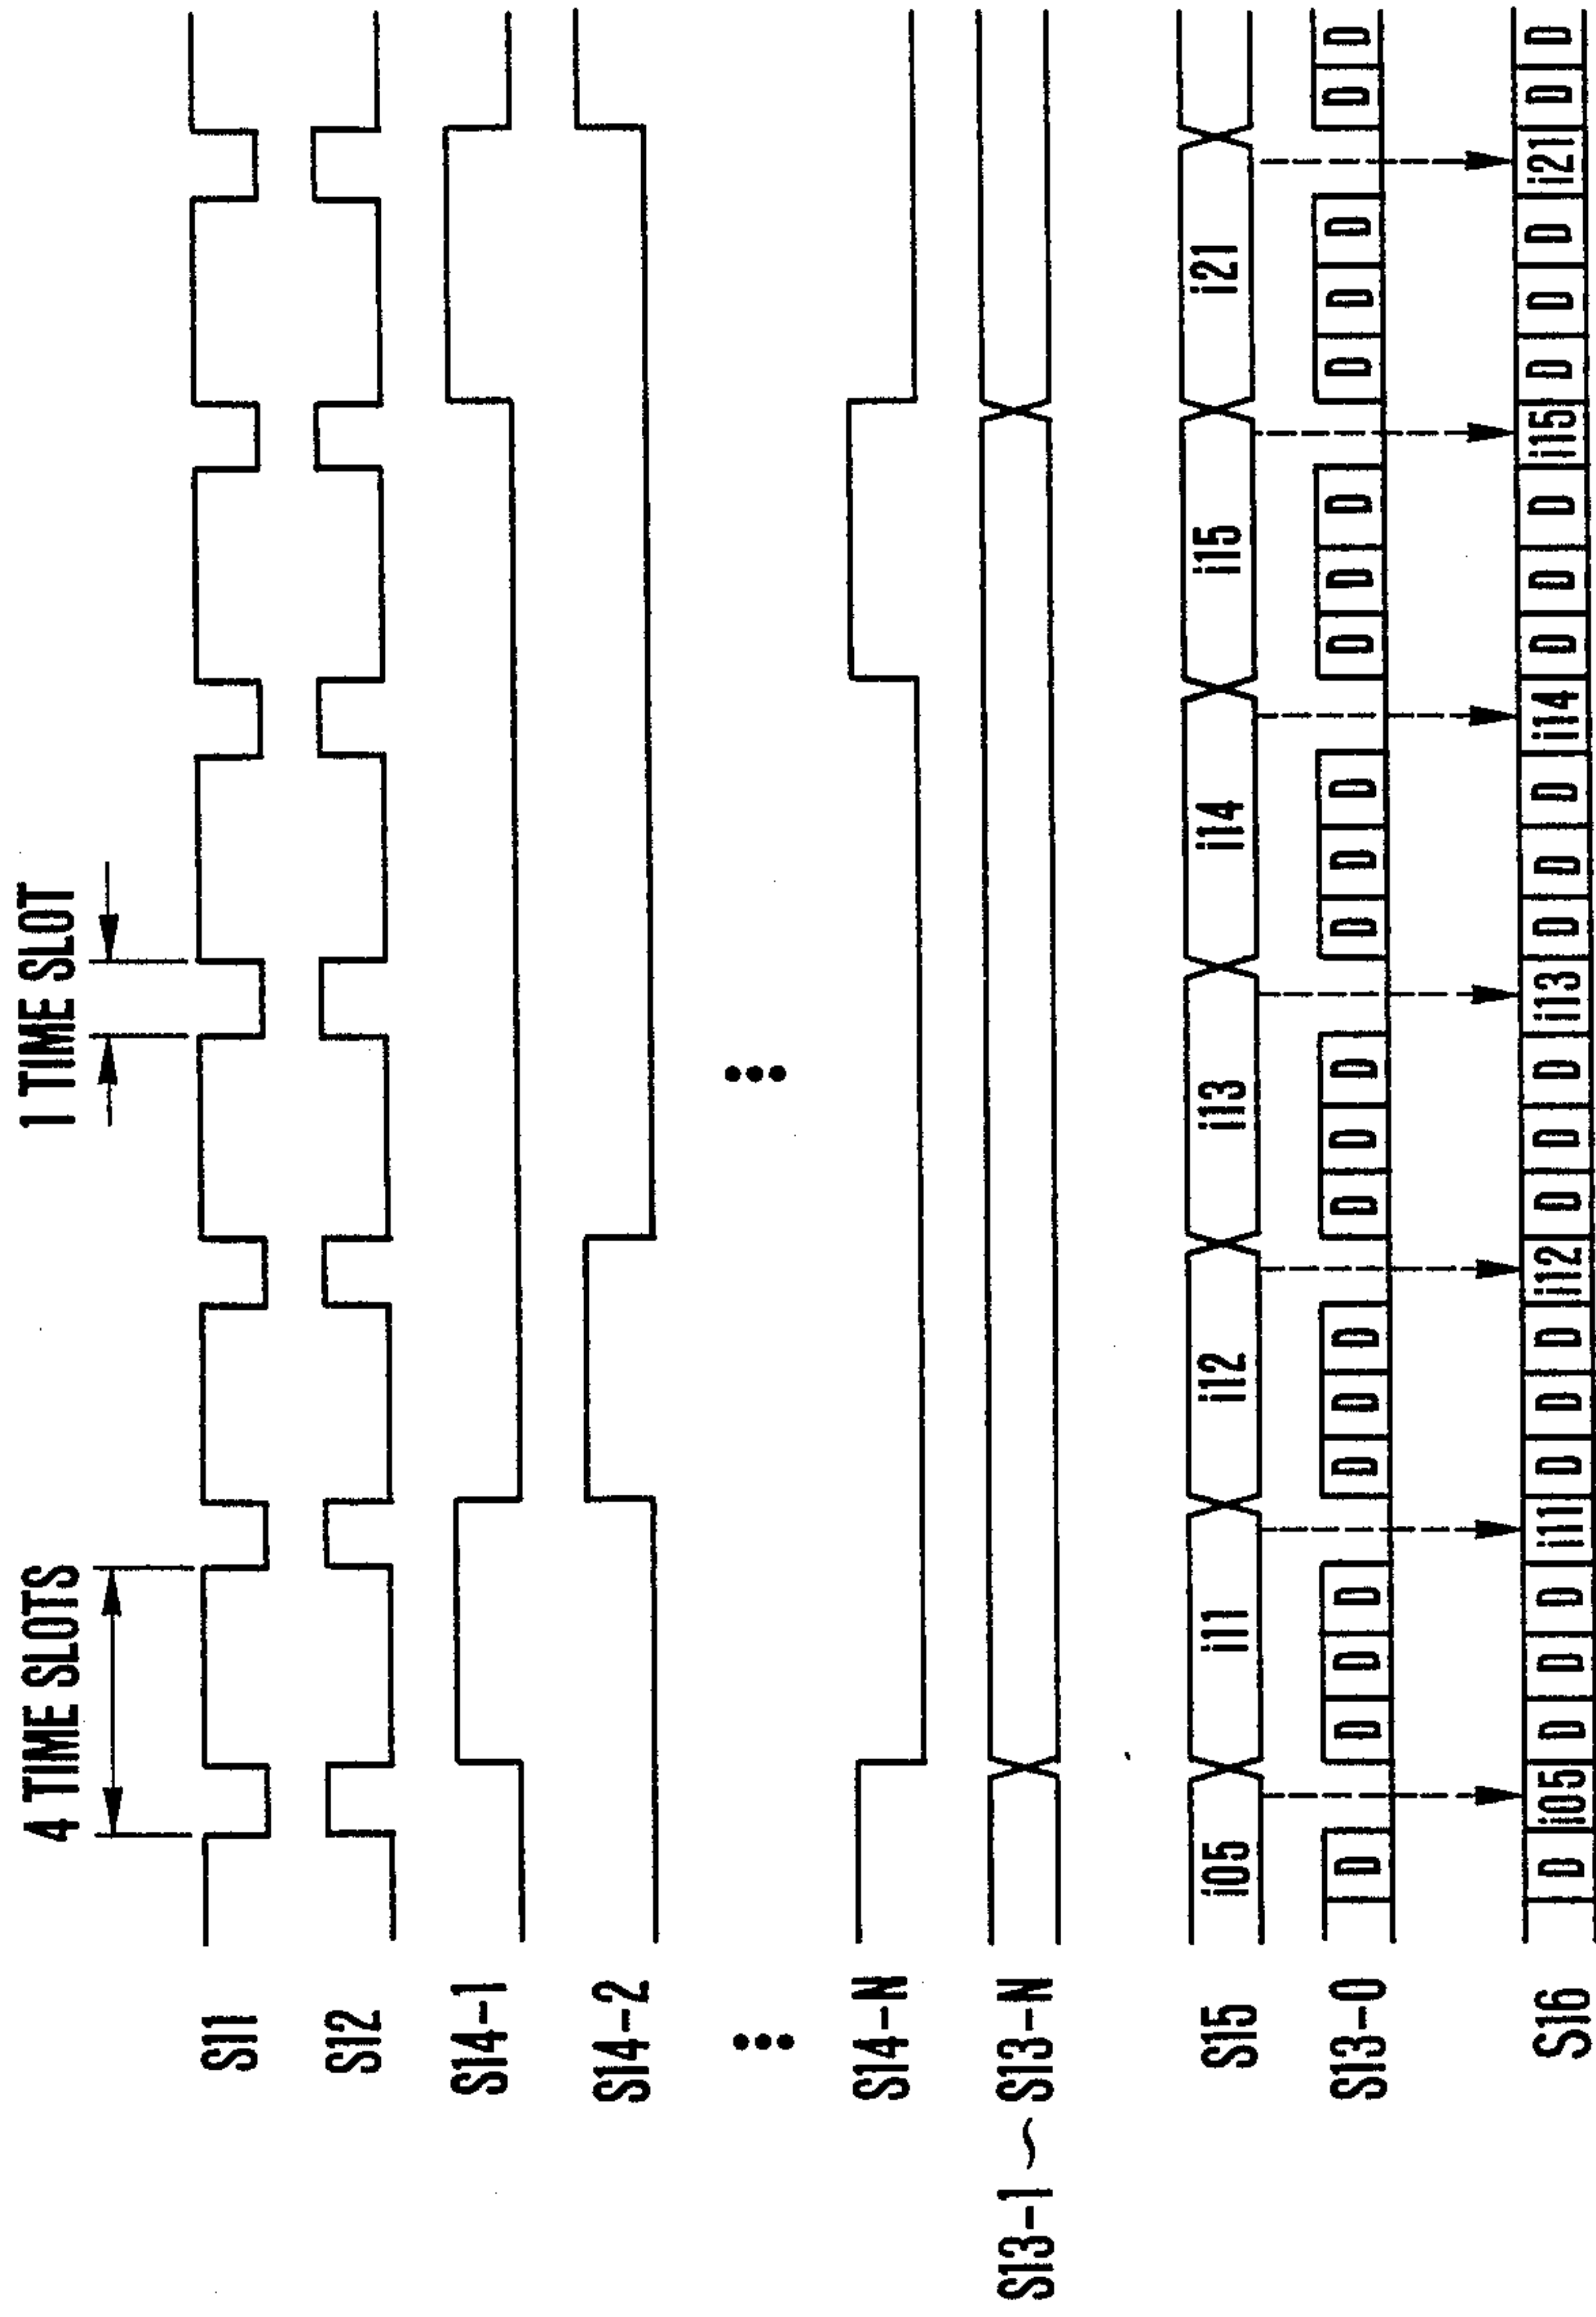 4 TIME SLOTS 1 TIME SLOT
S11
S12
S14-1
S14-2
S14-N
S13-1 ~ S13-N
S15 i05 i11 i12 i13 i14 i15 i21
S13-0 D D D D D D D D D D D D D D D D D D D D D
S16 D i05 D D D i11 D D D i12 D D D i13 D D D i14 D D D i15 D D D i21 D D